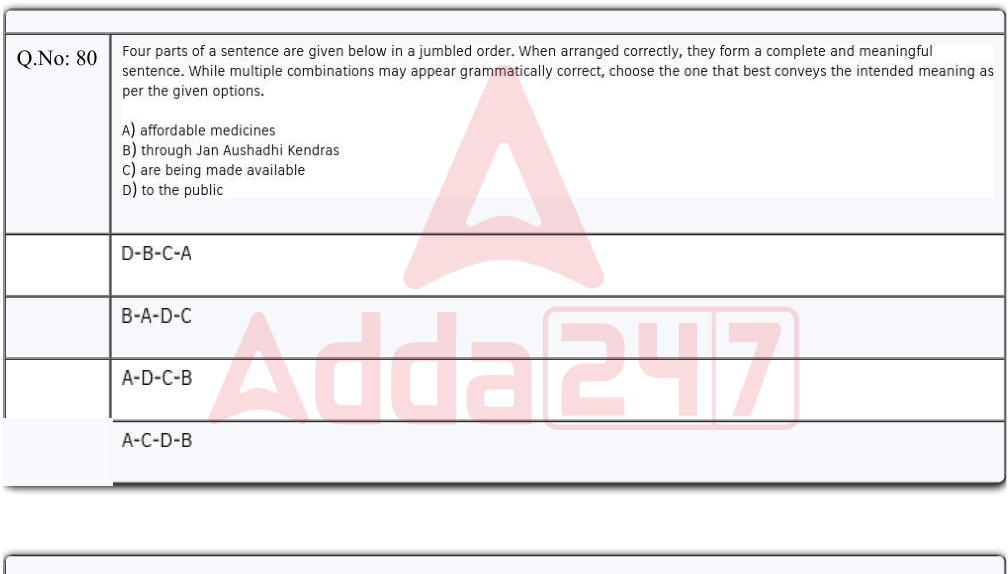 Q.No: 80
Four parts of a sentence are given below in a jumbled order. When arranged correctly, they form a complete and meaningful
sentence. While multiple combinations may appear grammatically correct, choose the one that best conveys the intended meaning as
per the given options.
A) affordable medicines
B) through Jan Aushadhi Kendras
C) are being made available
D) to the public
D-B-C-A
B-A-D-C
A-D-C-B
A-C-D-B
Adda247